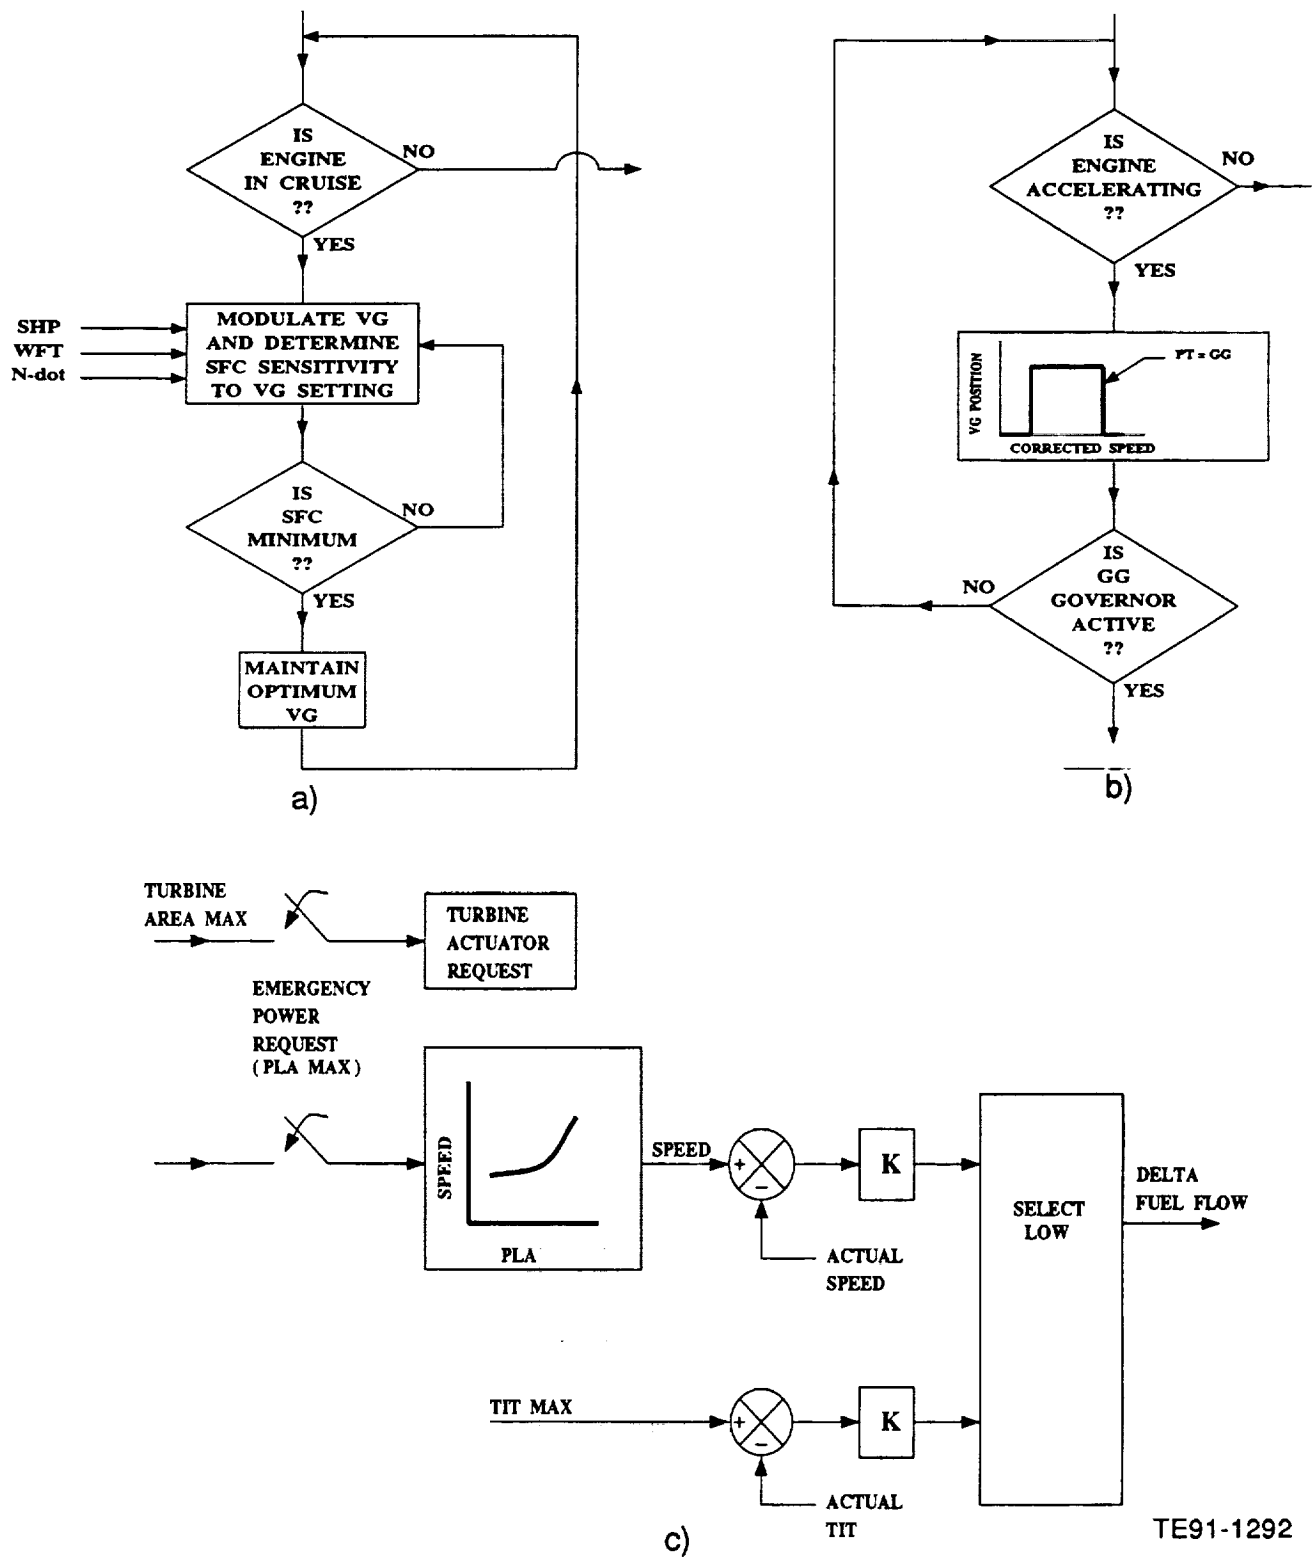 IS
ENGINE
IN CRUISE
??
NO
YES
SHP
WFT
N-dot
MODULATE VG
AND DETERMINE
SFC SENSITIVITY
TO VG SETTING
IS
SFC
MINIMUM
??
NO
YES
MAINTAIN
OPTIMUM
VG
a)
IS
ENGINE
ACCELERATING
??
NO
YES
VG POSITION
PT = GG
CORRECTED SPEED
IS
GG
GOVERNOR
ACTIVE
??
NO
YES
b)
TURBINE
AREA MAX
TURBINE
ACTUATOR
REQUEST
EMERGENCY
POWER
REQUEST
( PLA MAX )
SPEED
PLA
SPEED
+
−
ACTUAL
SPEED
K
SELECT
LOW
DELTA
FUEL FLOW
TIT MAX
+
−
ACTUAL
TIT
K
c)
TE91-1292